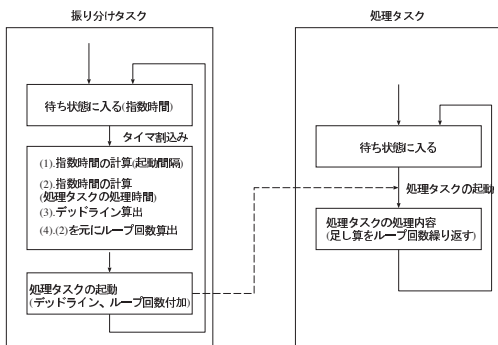 振り分けタスク
待ち状態に入る(指数時間)
タイマ割込み
(1).指数時間の計算(起動間隔)
(2).指数時間の計算
(処理タスクの処理時間)
(3).デッドライン算出
(4).(2)を元にループ回数算出
処理タスクの起動
(デッドライン、ループ回数付加)
処理タスク
待ち状態に入る
処理タスクの起動
処理タスクの処理内容
(足し算をループ回数繰り返す)